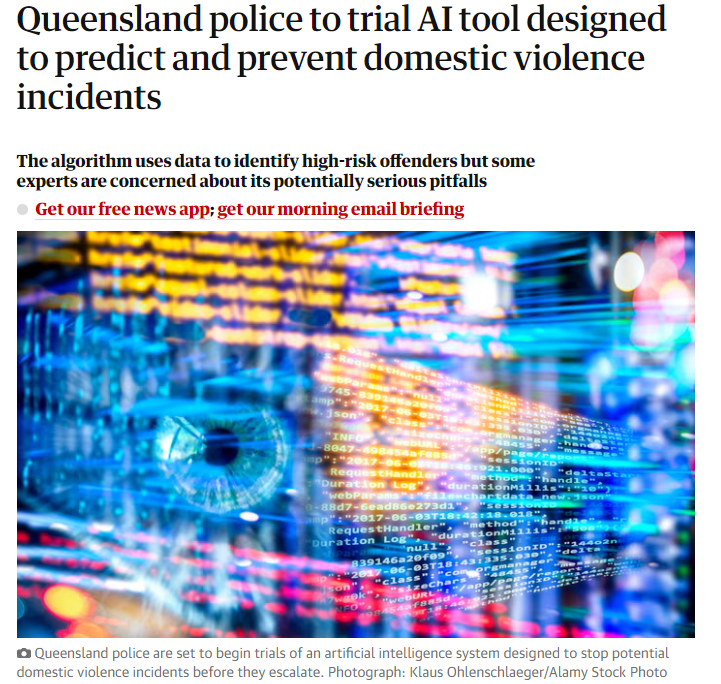 Queensland police to trial AI tool designed
to predict and prevent domestic violence
incidents
The algorithm uses data to identify high-risk offenders but some
experts are concerned about its potentially serious pitfalls
Get our free news app; get our morning email briefing
Queensland police are set to begin trials of an artificial intelligence system designed to stop potential
domestic violence incidents before they escalate. Photograph: Klaus Ohlenschlaeger/Alamy Stock Photo